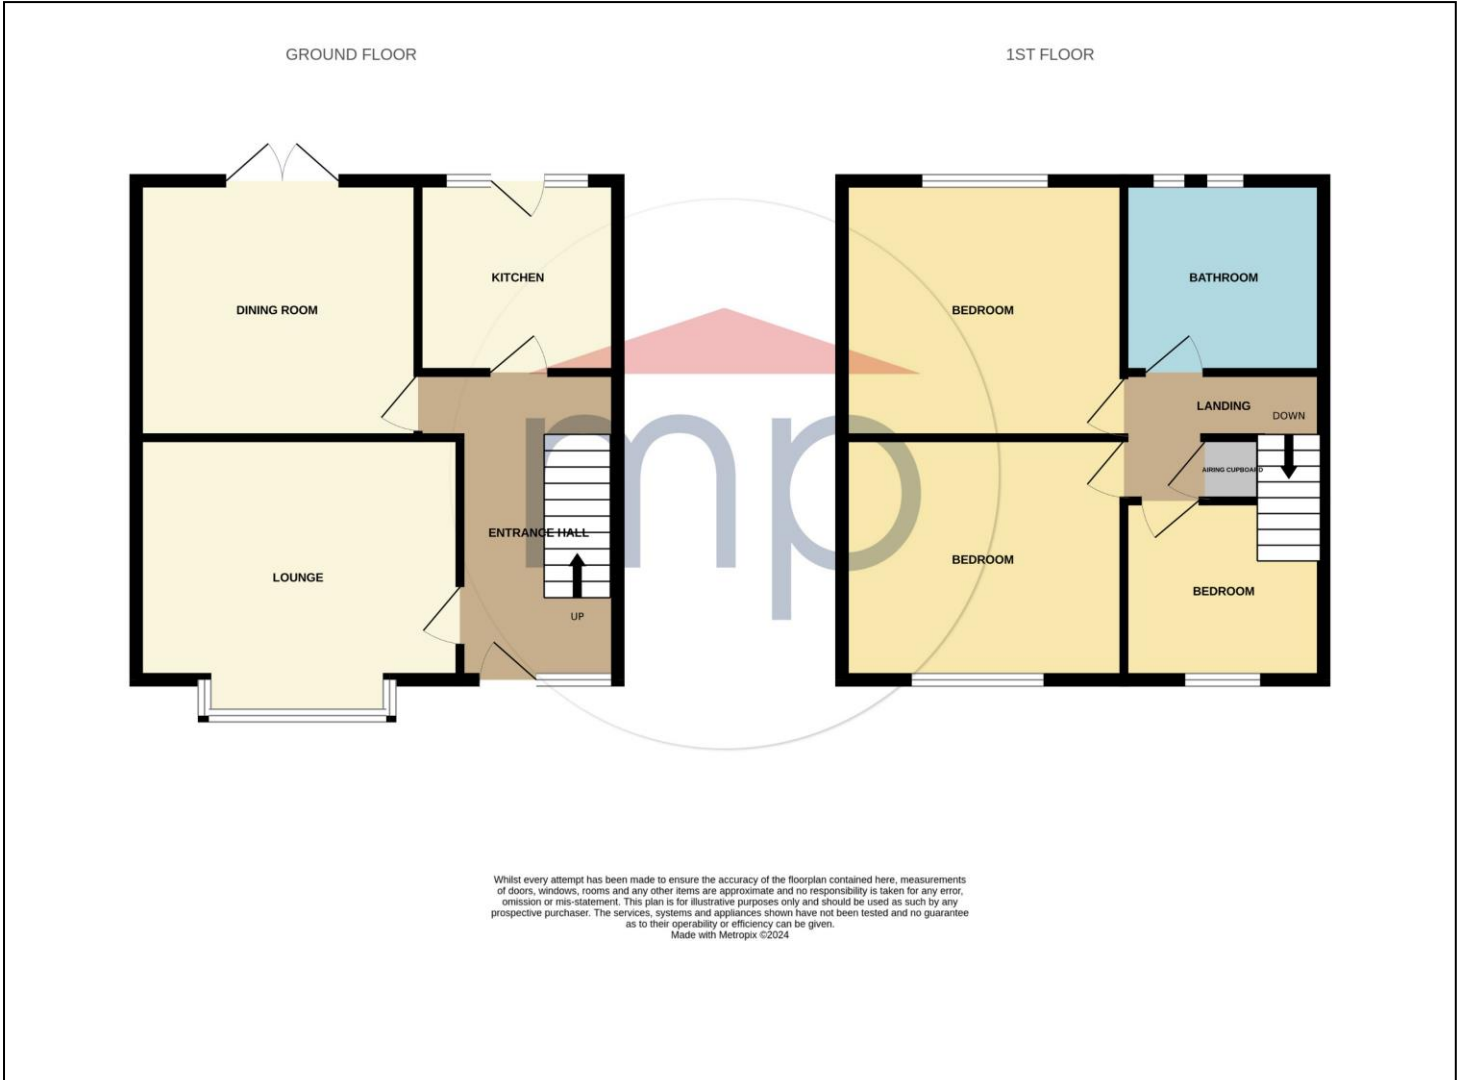 GROUND FLOOR
1ST FLOOR
KITCHEN
DINING ROOM
ENTRANCE HALL
LOUNGE
UP
BATHROOM
BEDROOM
LANDING
DOWN
AIRING CUPBOARD
BEDROOM
BEDROOM
mp
Whilst every attempt has been made to ensure the accuracy of the floorplan contained here, measurements
of doors, windows, rooms and any other items are approximate and no responsibility is taken for any error,
omission or mis-statement. This plan is for illustrative purposes only and should be used as such by any
prospective purchaser. The services, systems and appliances shown have not been tested and no guarantee
as to their operability or efficiency can be given.
Made with Metropix ©2024